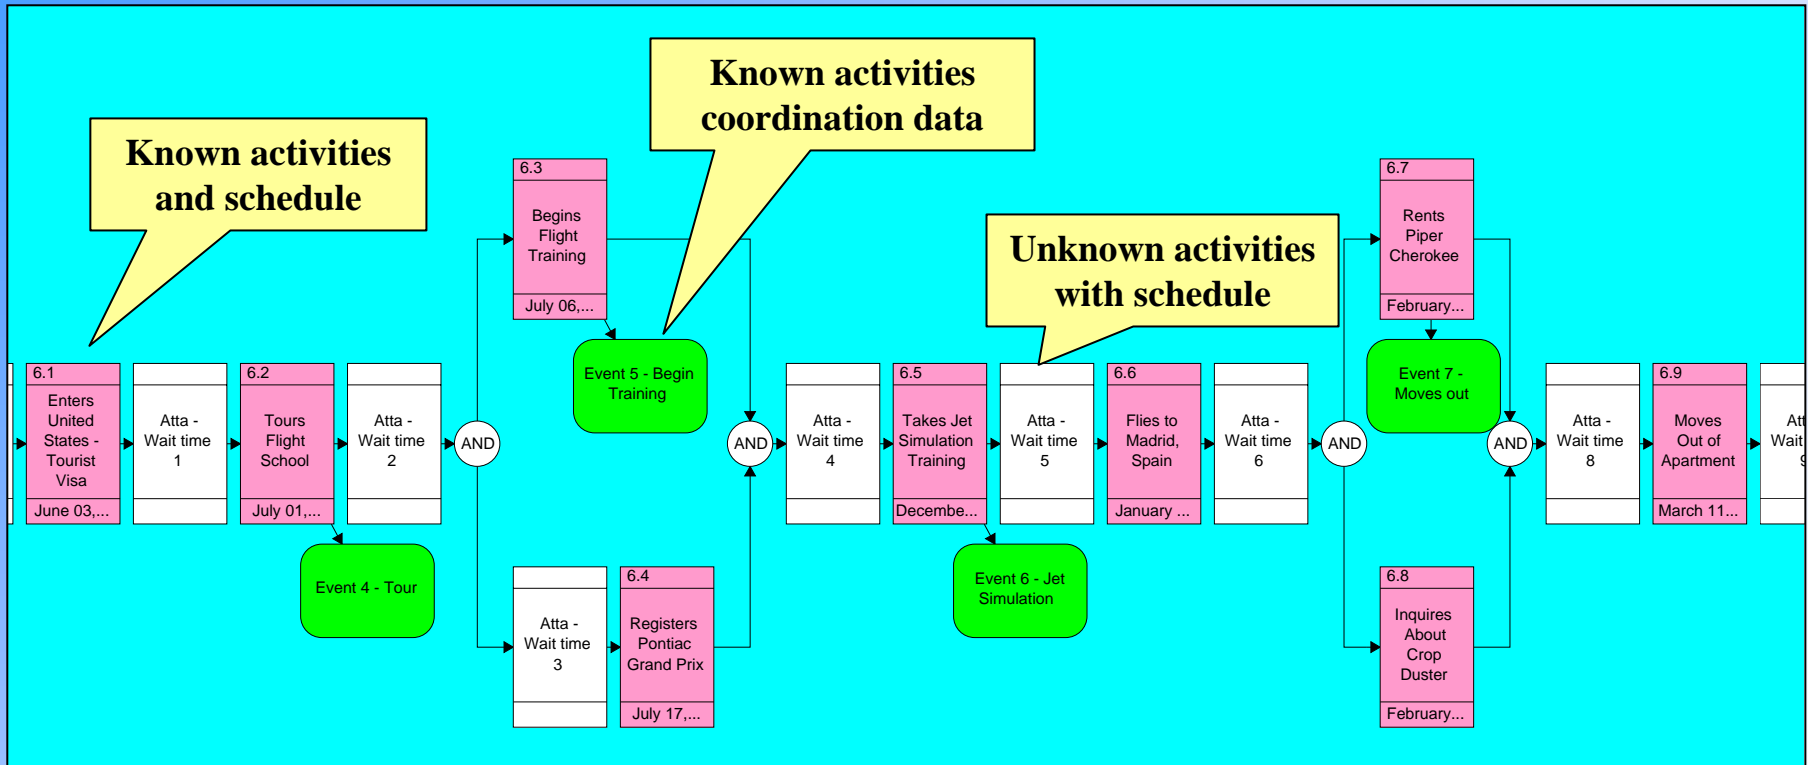 Known activities
coordination data
Known activities
and schedule
6.3
Begins
Flight
Training
July 06,...
6.7
Rents
Piper
Cherokee
February...
Unknown activities
with schedule
Event 5 - Begin
Training
Event 7 -
Moves out
6.1
Enters
United
States -
Tourist
Visa
June 03,...
Atta -
Wait time
1
6.2
Tours
Flight
School
July 01,...
Atta -
Wait time
2
AND
AND
Atta -
Wait time
4
6.5
Takes Jet
Simulation
Training
Decembe...
Atta -
Wait time
5
6.6
Flies to
Madrid,
Spain
January ...
Atta -
Wait time
6
AND
AND
Atta -
Wait time
8
6.9
Moves
Out of
Apartment
March 11...
Wait
Event 4 - Tour
Event 6 - Jet
Simulation
Atta -
Wait time
3
6.4
Registers
Pontiac
Grand Prix
July 17,...
6.8
Inquires
About
Crop
Duster
February...